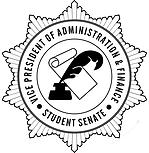 VICE PRESIDENT OF ADMINISTRATION & FINANCE
• STUDENT SENATE •